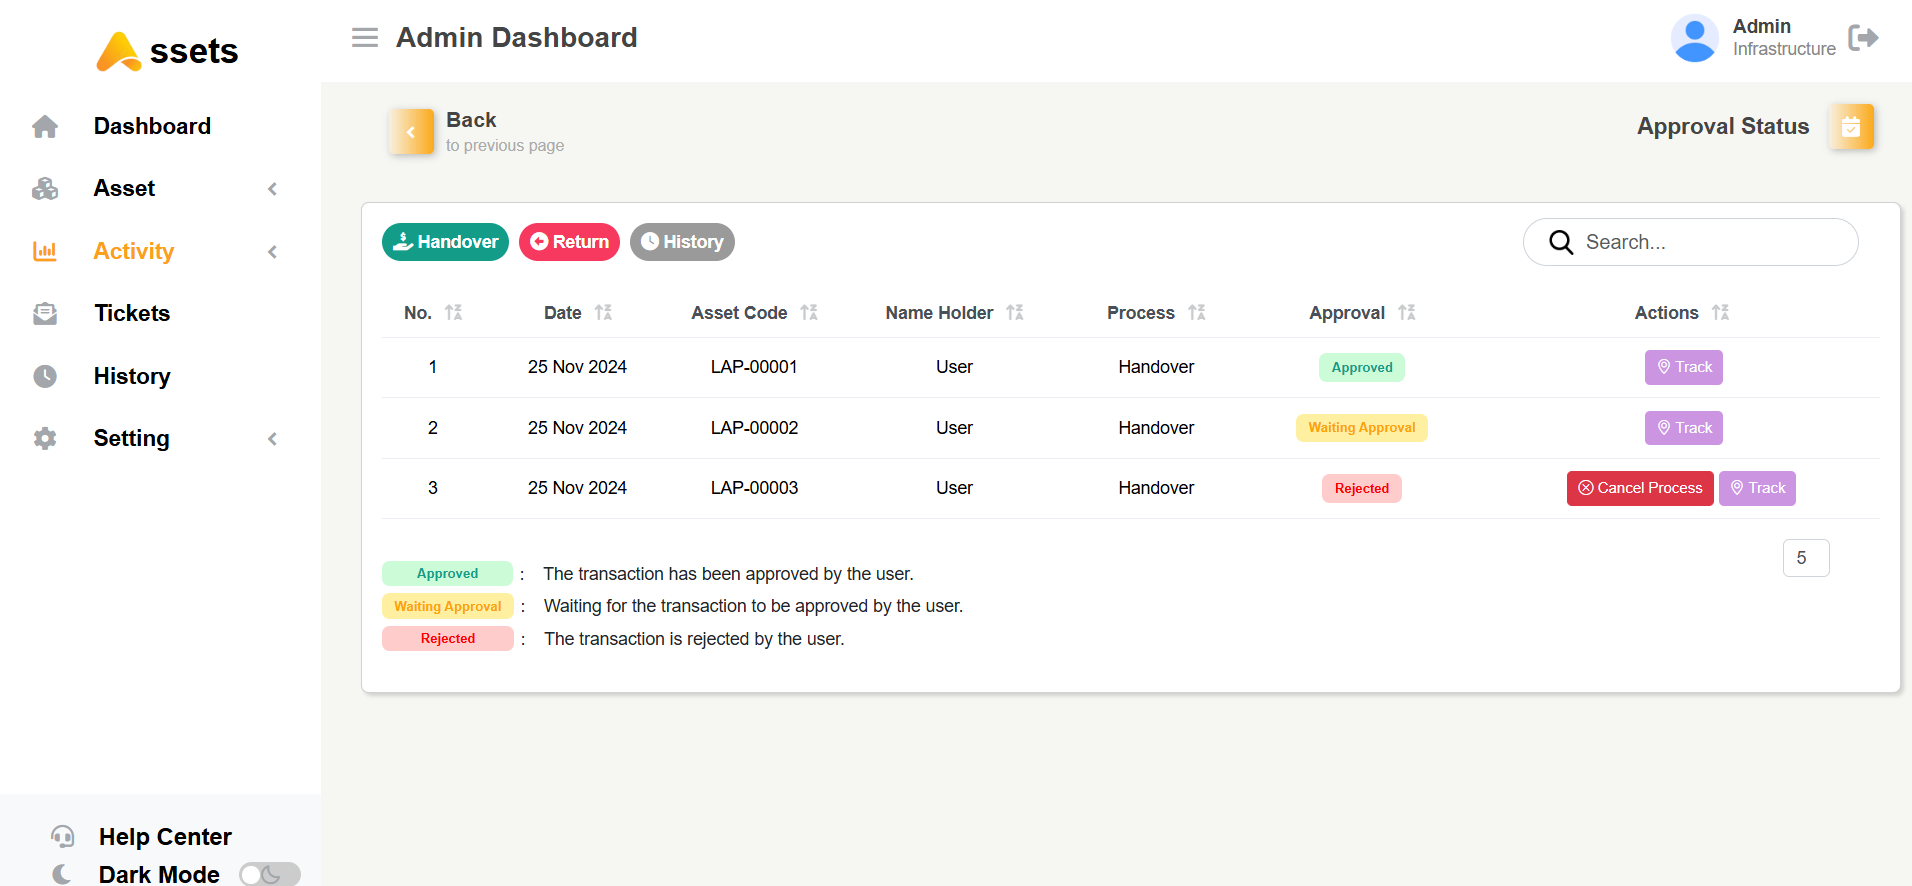 ssets
Dashboard
Asset
Activity
Tickets
History
Setting
Help Center
Dark Mode
Admin Dashboard
Admin
Infrastructure
Back
to previous page
Approval Status
Handover Return History
Search...
No. Date Asset Code Name Holder Process Approval Actions
1 25 Nov 2024 LAP-00001 User Handover Approved Track
2 25 Nov 2024 LAP-00002 User Handover Waiting Approval Track
3 25 Nov 2024 LAP-00003 User Handover Rejected Cancel Process Track
5
Approved : The transaction has been approved by the user.
Waiting Approval : Waiting for the transaction to be approved by the user.
Rejected : The transaction is rejected by the user.